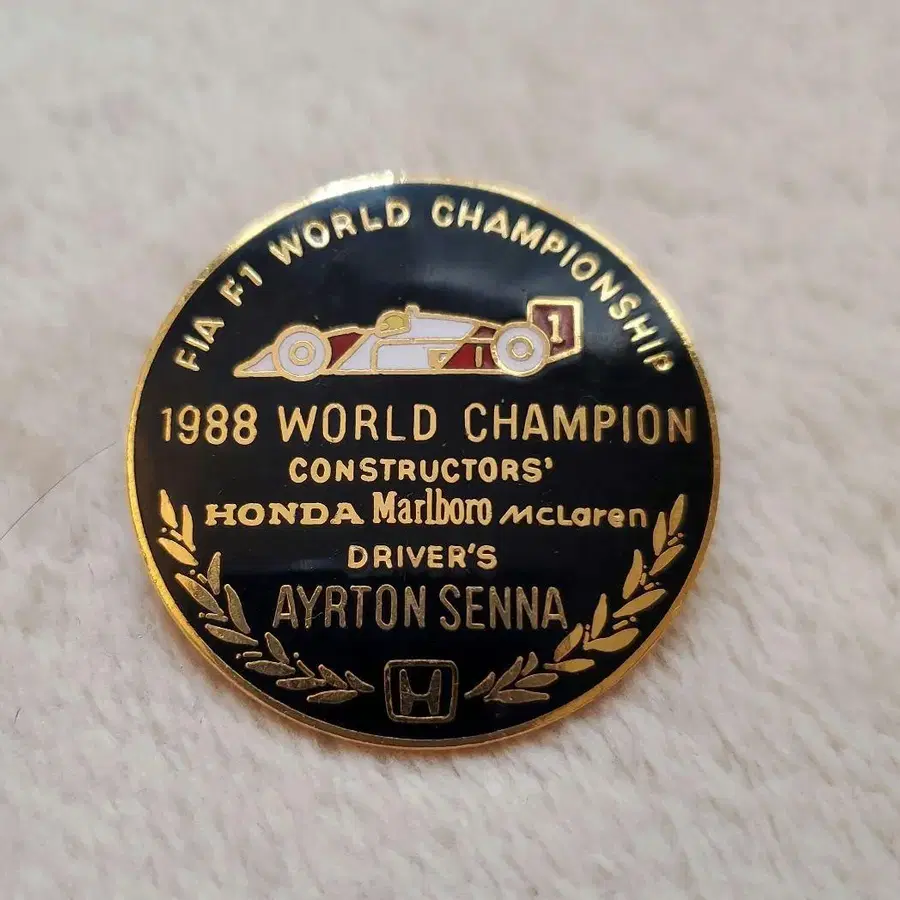 FIA F1 WORLD CHAMPIONSHIP
1
1988 WORLD CHAMPION
CONSTRUCTORS'
HONDA Marlboro McLaren
DRIVER'S
AYRTON SENNA
H